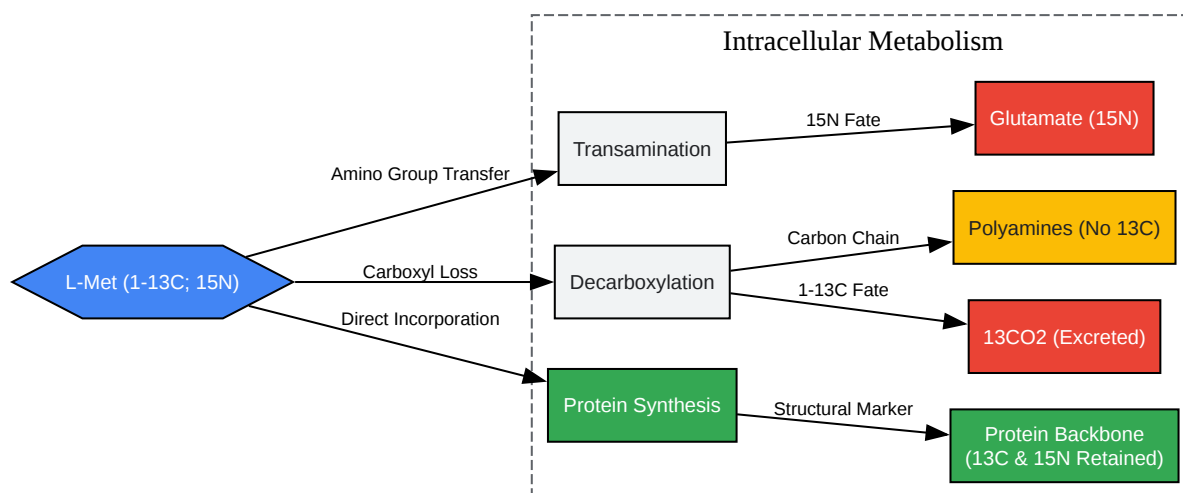 Intracellular Metabolism
Glutamate (15N)
15N Fate
Transamination
Amino Group Transfer
Polyamines (No 13C)
Carbon Chain
L-Met (1-13C; 15N)
Carboxyl Loss
Decarboxylation
1-13C Fate
13CO2 (Excreted)
Direct Incorporation
Protein Synthesis
Structural Marker
Protein Backbone
(13C & 15N Retained)